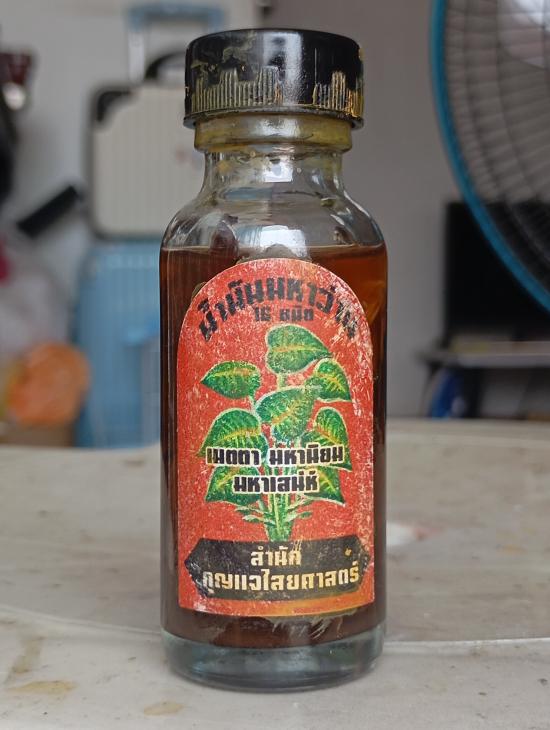 น้ำมันมหาว่าน
16 ชนิด
เมตตา มหานิยม
มหาเสน่ห์
สำนัก
กุญแจไสยศาสตร์